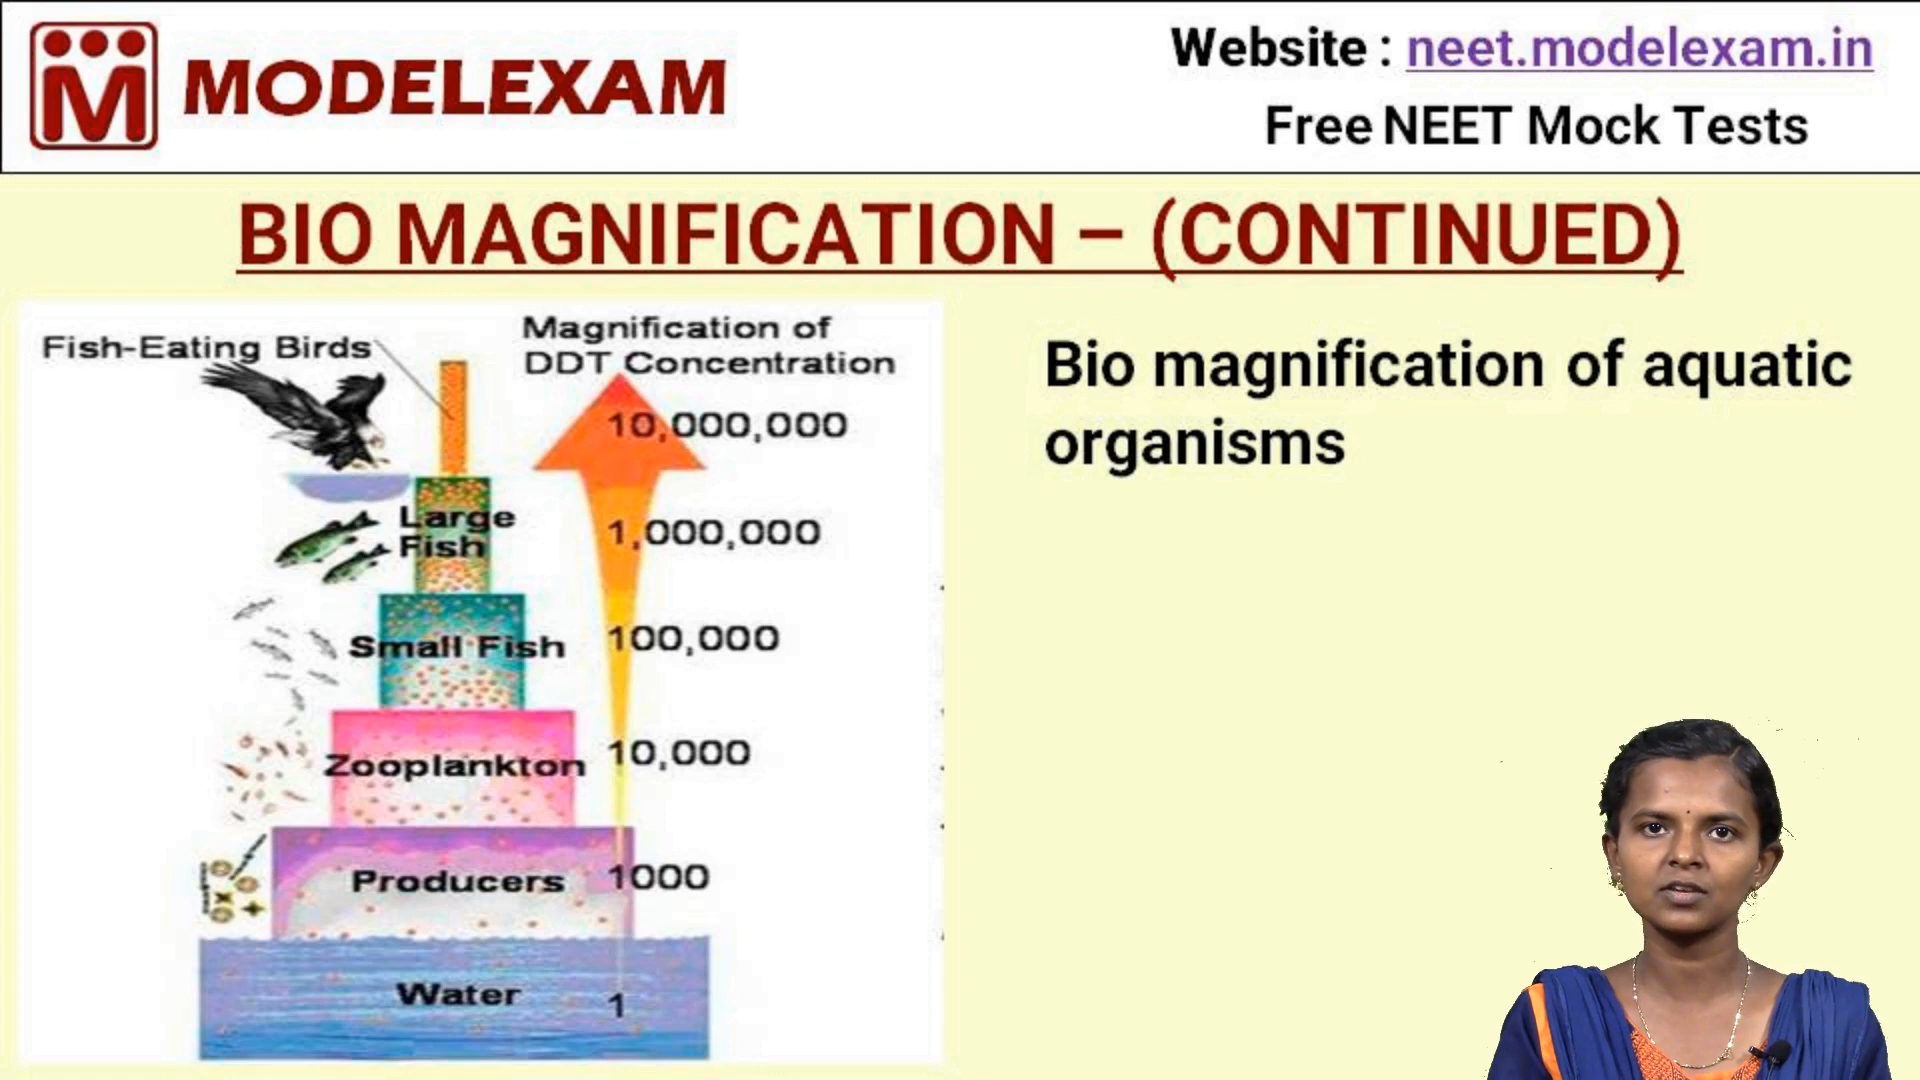 MODELEXAM
Website : neet.modelexam.in
Free NEET Mock Tests
BIO MAGNIFICATION – (CONTINUED)
Fish-Eating Birds
Magnification of
DDT Concentration
10,000,000
Large
Fish
1,000,000
Small Fish
100,000
Zooplankton
10,000
Producers
1000
Water
1
Bio magnification of aquatic
organisms